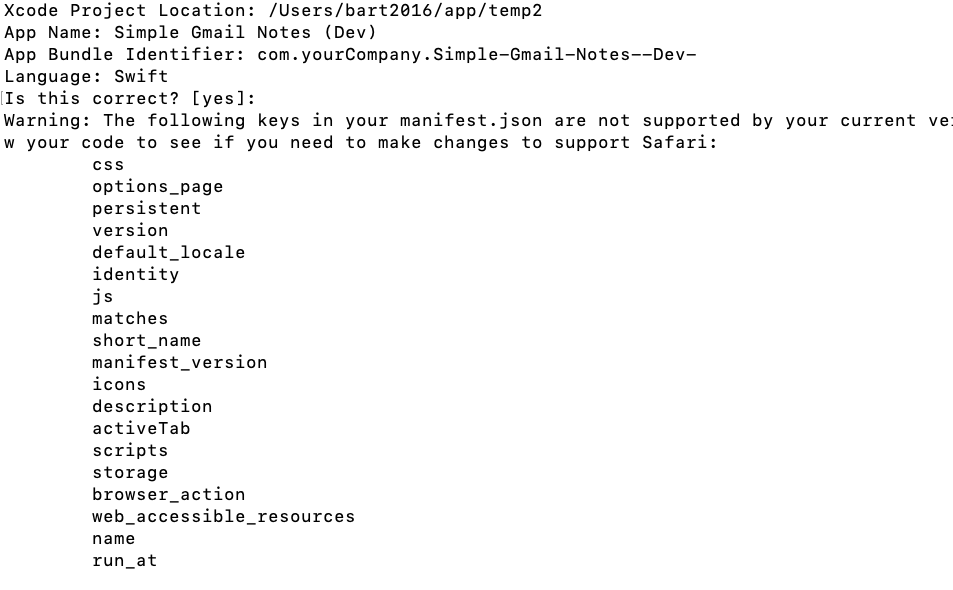 Xcode Project Location: /Users/bart2016/app/temp2
App Name: Simple Gmail Notes (Dev)
App Bundle Identifier: com.yourCompany.Simple-Gmail-Notes--Dev-
Language: Swift
Is this correct? [yes]:
Warning: The following keys in your manifest.json are not supported by your current
w your code to see if you need to make changes to support Safari:
css
options_page
persistent
version
default_locale
identity
js
matches
short_name
manifest_version
icons
description
activeTab
scripts
storage
browser_action
web_accessible_resources
name
run_at